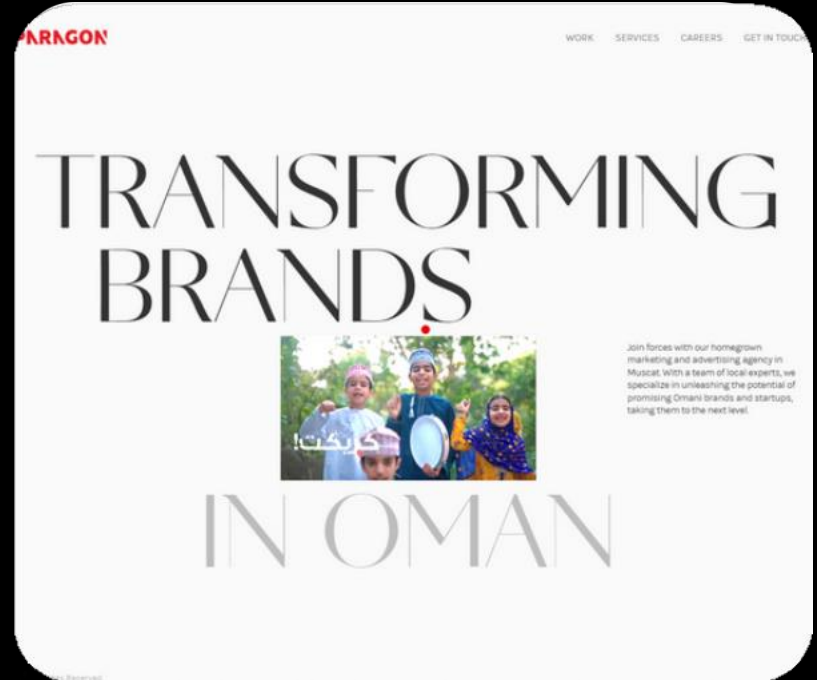 PARAGON
WORK SERVICES CAREERS GET IN TOUCH
TRANSFORMING
BRANDS
Join forces with our homegrown
marketing and advertising agency in
Muscat. With a team of local experts, we
specialize in unleashing the potential of
promising Omani brands and startups,
taking them to the next level.
كريكت!
IN OMAN
Reserved